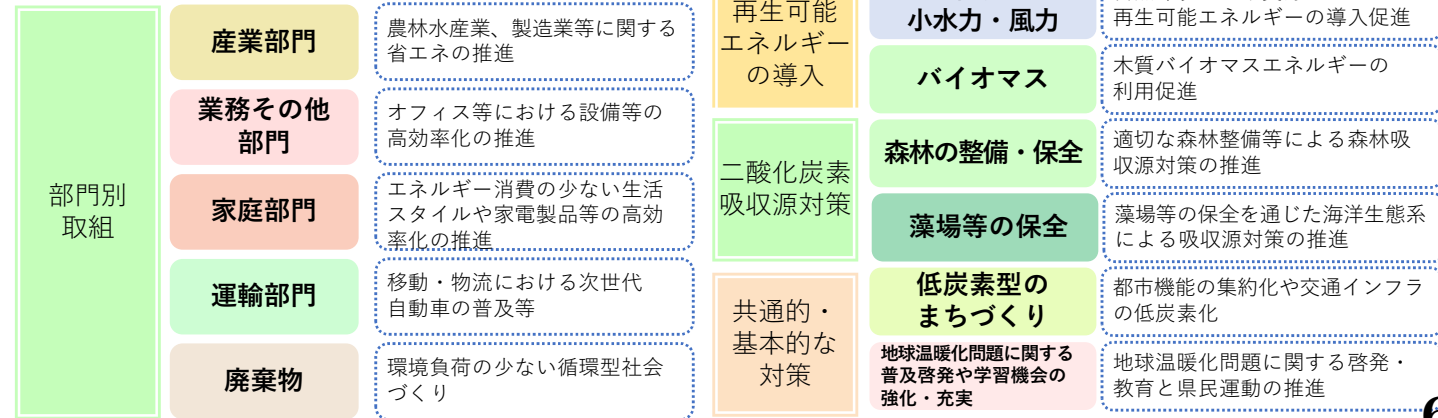 部門別
取組
産業部門
農林水産業、製造業等に関する
省エネの推進
業務その他
部門
オフィス等における設備等の
高効率化の推進
家庭部門
エネルギー消費の少ない生活
スタイルや家電製品等の高効
率化の推進
運輸部門
移動・物流における次世代
自動車の普及等
廃棄物
環境負荷の少ない循環型社会
づくり
再生可能
エネルギー
の導入
小水力・風力
再生可能エネルギーの導入促進
バイオマス
木質バイオマスエネルギーの
利用促進
二酸化炭素
吸収源対策
森林の整備・保全
適切な森林整備等による森林吸
収源対策の推進
藻場等の保全
藻場等の保全を通じた海洋生態系
による吸収源対策の推進
共通的・
基本的な
対策
低炭素型の
まちづくり
都市機能の集約化や交通インフラ
の低炭素化
地球温暖化問題に関する
普及啓発や学習機会の
強化・充実
地球温暖化問題に関する啓発・
教育と県民運動の推進